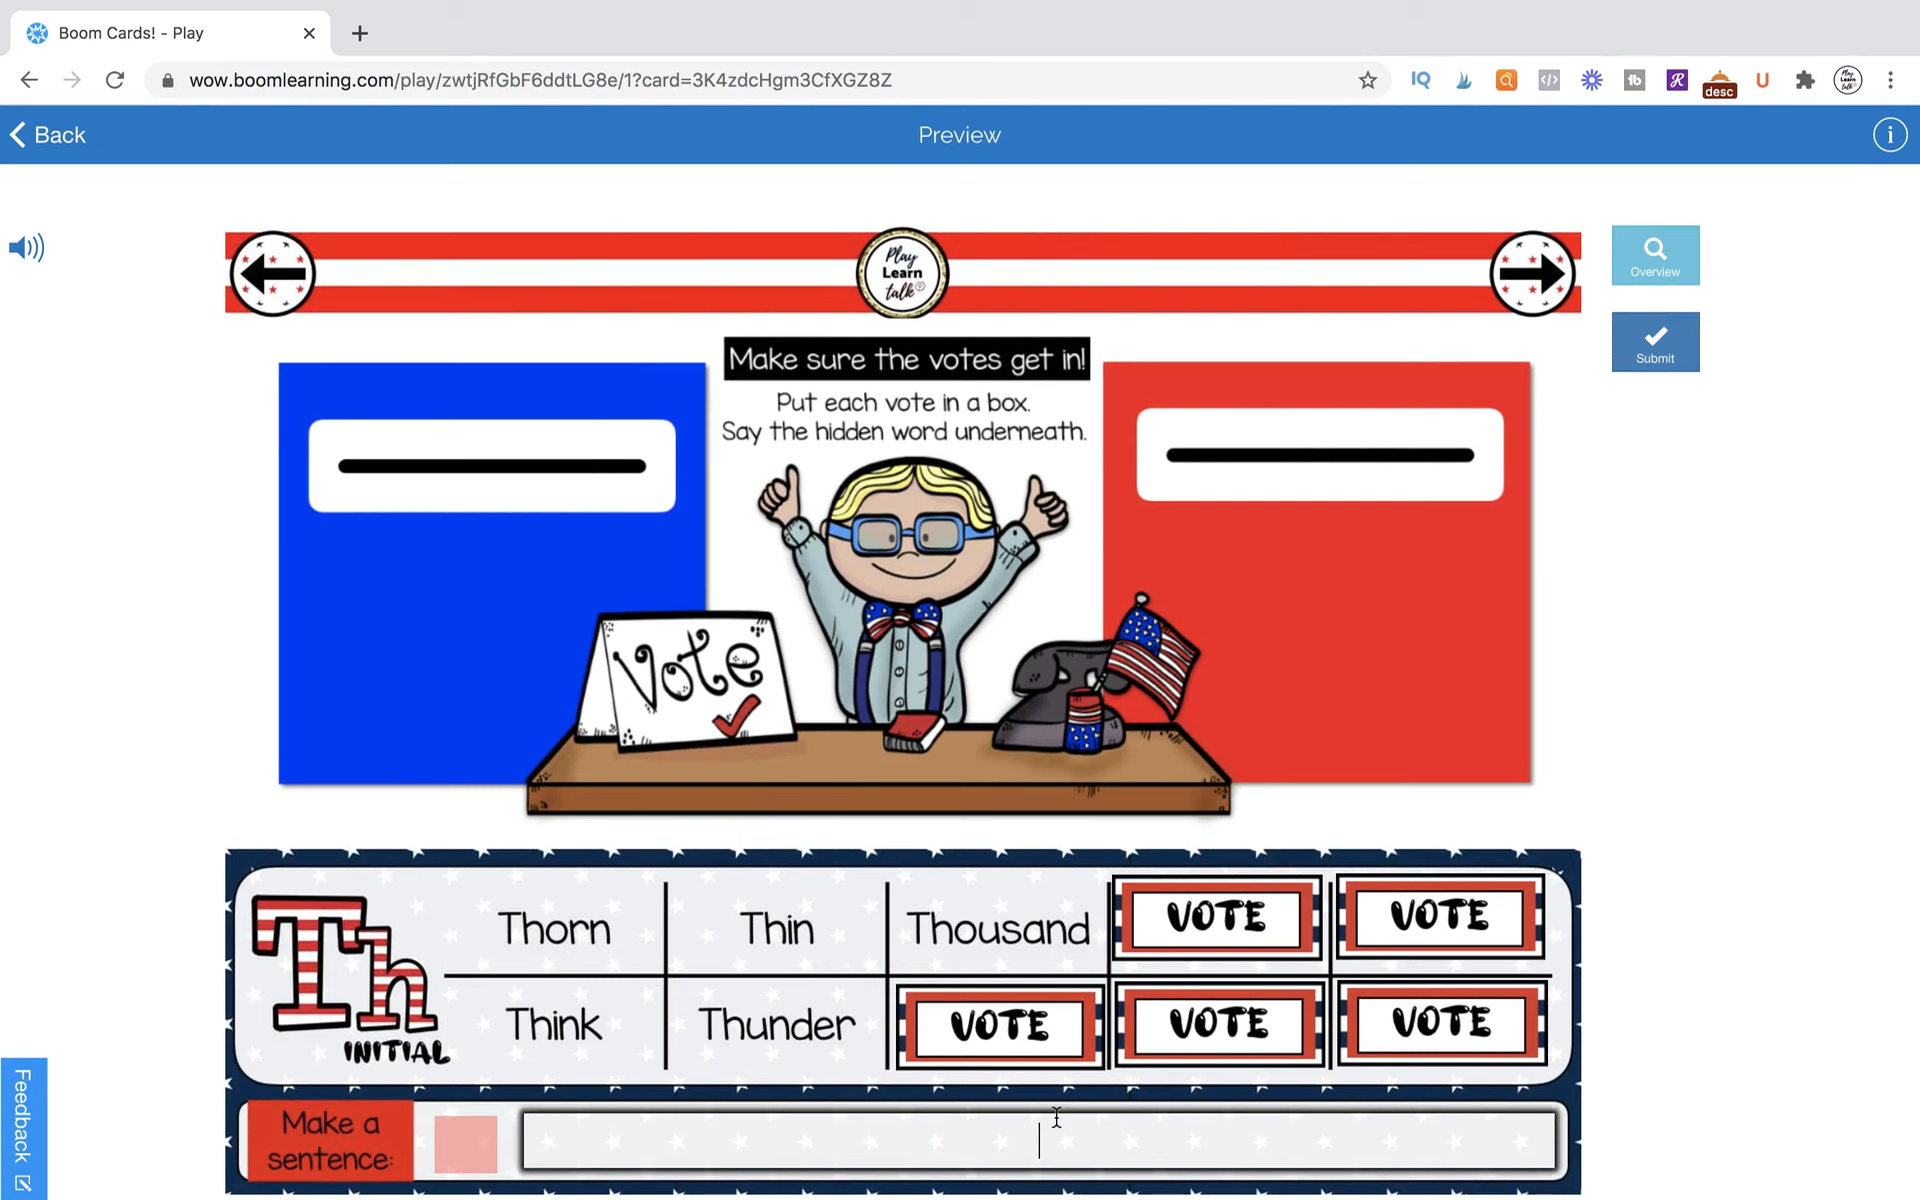 Boom Cards! - Play
wow.boomlearning.com/play/zwtjRfGbF6ddtLG8e/1?card=3K4zdcHgm3CfXGZ8Z
desc
Back
Preview
Play
Learn
talk®
Overview
Submit
Make sure the votes get in!
Put each vote in a box.
Say the hidden word underneath.
Vote
Th
INITIAL
Thorn
Thin
Thousand
VOTE
VOTE
Think
Thunder
VOTE
VOTE
VOTE
Make a
sentence:
Feedback